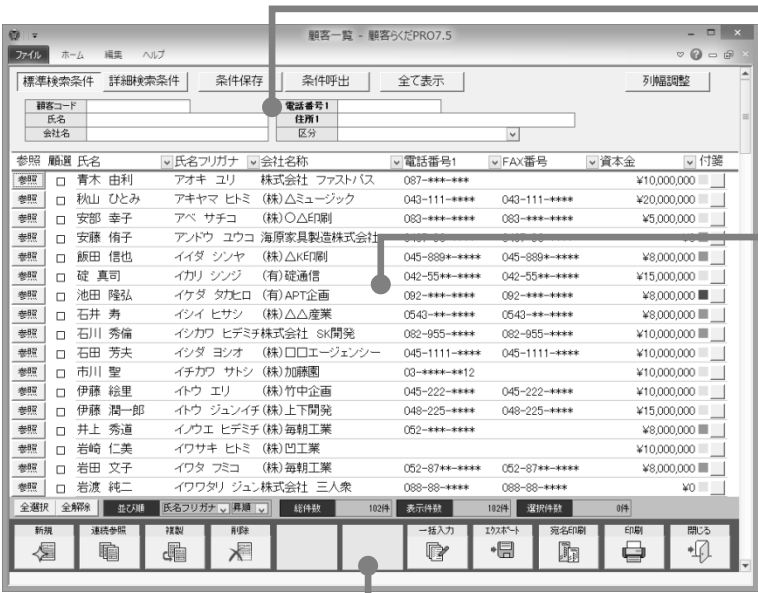 顧客一覧 - 顧客らくだPRO7.5
ファイル ホーム 編集 ヘルプ
標準検索条件 詳細検索条件 条件保存 条件呼出 全て表示 列幅調整
顧客コード 電話番号1
氏名 住所1
会社名 区分
参照 顧選 氏名 氏名フリガナ 会社名称 電話番号1 FAX番号 資本金 付箋
参照 青木 由利 アオキ ユリ 株式会社 ファストパス 087-***-*** ¥10,000,000
参照 秋山 ひとみ アキヤマ ヒトミ (株)△ミュージック 043-111-**** 043-111-**** ¥20,000,000
参照 安部 幸子 アベ サチコ (株)○△印刷 083-***-**** 083-***-**** ¥5,000,000
参照 安藤 侑子 アンドウ ユウコ 海原家具製造株式会社
参照 飯田 信也 イイダ シンヤ (株)△KE印刷 045-889*-**** 045-889*-**** ¥8,000,000
参照 碇 真司 イカリ シンジ (有)碇通信 042-55**-**** 042-55**-**** ¥15,000,000
参照 池田 隆弘 イケダ タカヒロ (有)APT企画 092-***-**** 092-***-**** ¥8,000,000
参照 石井 寿 イシイ ヒサシ (株)△△産業 0543-**-**** 0543-**-**** ¥8,000,000
参照 石川 秀倫 イシカワ ヒデミチ 株式会社 SK開発 082-955-**** 082-955-**** ¥10,000,000
参照 石田 芳夫 イシダ ヨシオ (株)□□エージェンシー 045-1111-**** 045-1111-**** ¥10,000,000
参照 市川 聖 イチカワ サトシ (株)加藤園 03-****-**12 ¥10,000,000
参照 伊藤 絵里 イトウ エリ (株)竹中企画 045-222-**** 045-222-**** ¥10,000,000
参照 伊藤 潤一郎 イトウ ジュンイチ (株)上下開発 048-225-**** 048-225-**** ¥15,000,000
参照 井上 秀道 イノウエ ヒデミチ (株)毎朝工業 052-***-**** ¥8,000,000
参照 岩崎 仁美 イワサキ ヒトミ (株)凹工業 ¥10,000,000
参照 岩田 文子 イワタ フミコ (株)毎朝工業 052-87**-**** 052-87**-**** ¥8,000,000
参照 岩渡 純二 イワワタリ ジュン 株式会社 三人衆 088-88-**** 088-88-**** ¥0
全選択 全解除 並び順 氏名フリガナ 昇順 総件数 102件 表示件数 102件 選択件数 0件
新規 連続参照 複製 削除 一括入力 エクスポート 宛名印刷 印刷 閉じる